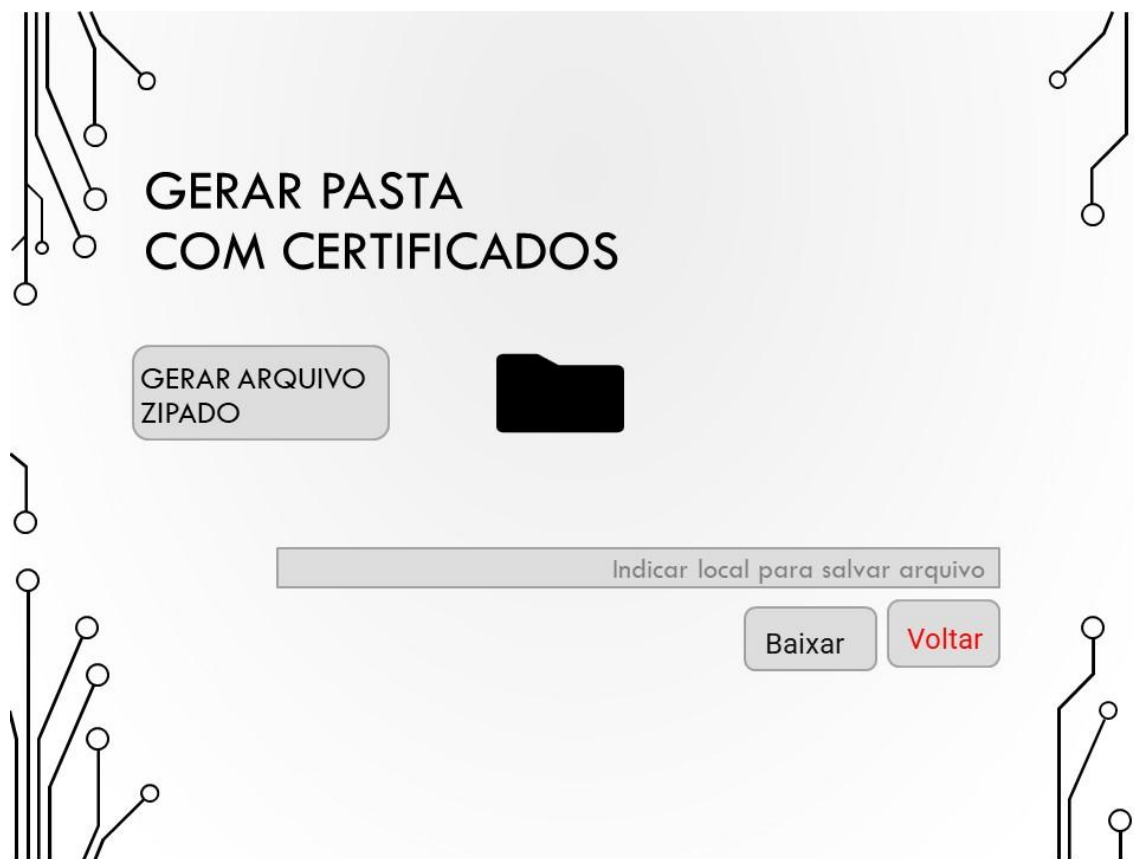 GERAR PASTA
COM CERTIFICADOS
GERAR ARQUIVO
ZIPADO
Indicar local para salvar arquivo
Baixar
Voltar